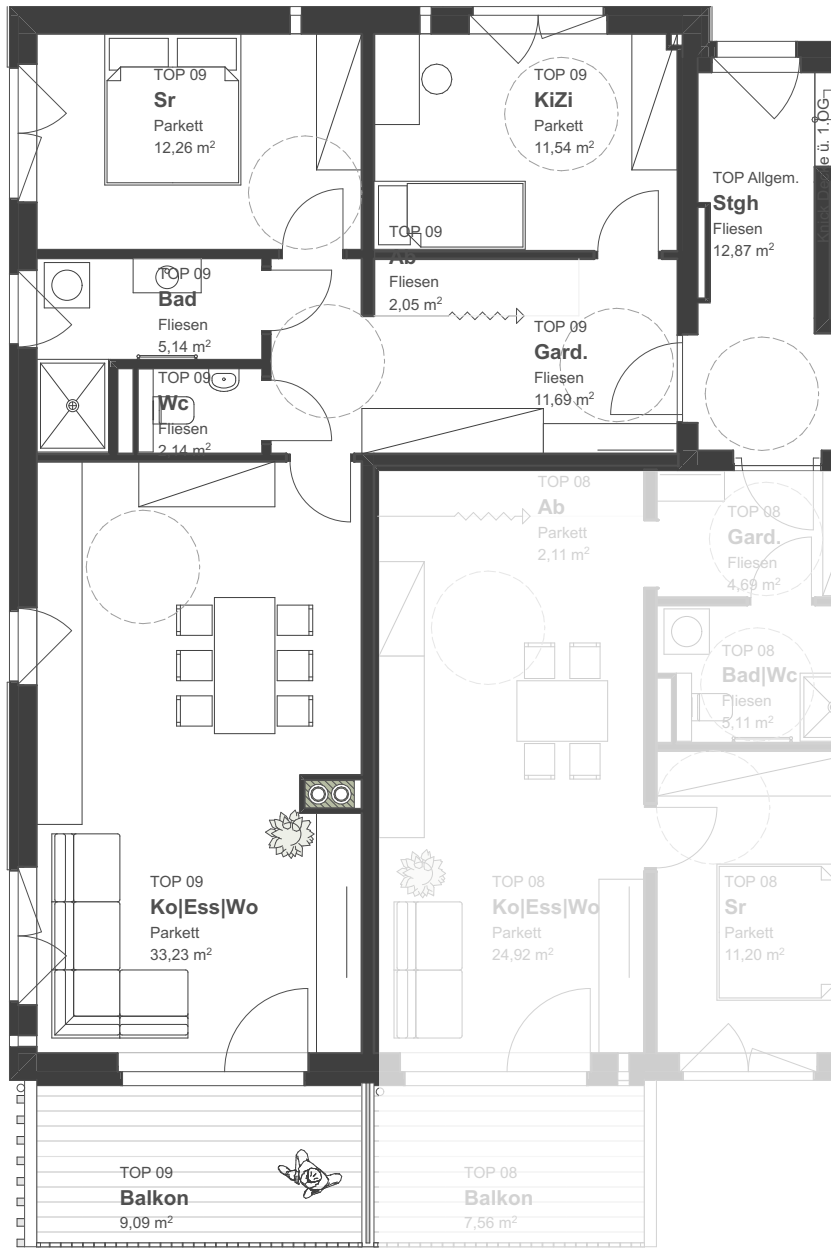 TOP 09
Sr
Parkett
12,26 m²
TOP 09
KiZi
Parkett
11,54 m²
TOP Allgem.
Stgh
Fliesen
12,87 m²
ü. 1.OG
TOP 09
Ab
Fliesen
2,05 m²
TOP 09
Bad
Fliesen
5,14 m²
TOP 09
Gard.
Fliesen
11,69 m²
TOP 09
Wc
Fliesen
2,14 m²
TOP 08
Ab
Parkett
2,11 m²
TOP 08
Gard.
Fliesen
4,69 m²
TOP 08
Bad|Wc
Fliesen
5,11 m²
TOP 09
Ko|Ess|Wo
Parkett
33,23 m²
TOP 08
Ko|Ess|Wo
Parkett
24,92 m²
TOP 08
Sr
Parkett
11,20 m²
TOP 09
Balkon
9,09 m²
TOP 08
Balkon
7,56 m²